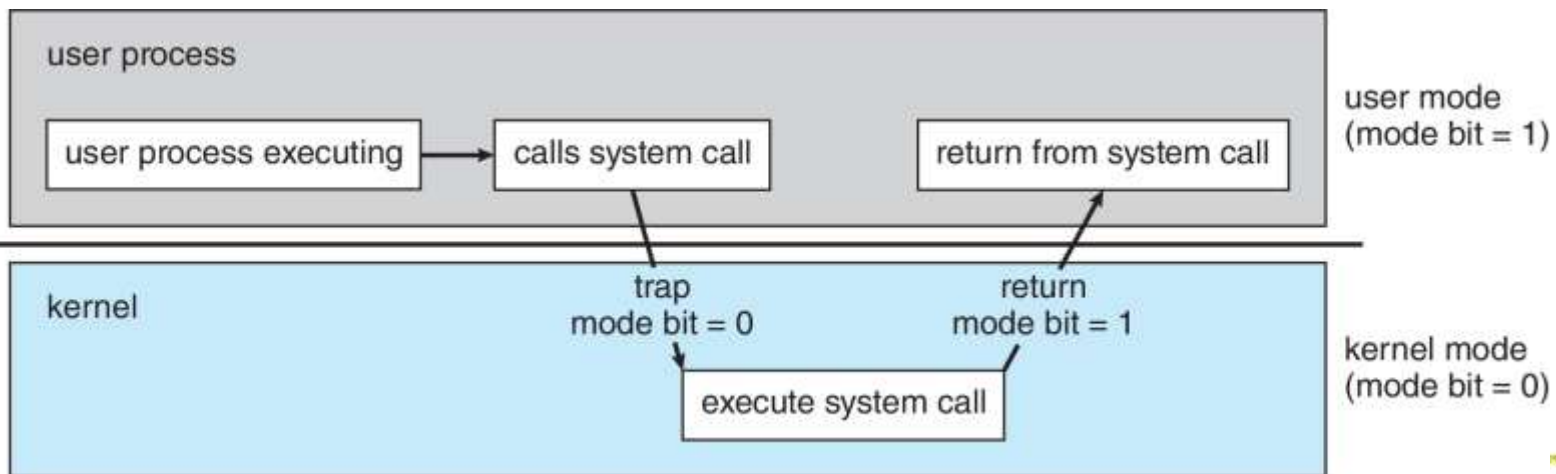 user process
user process executing
calls system call
return from system call
user mode
(mode bit = 1)
kernel
trap
mode bit = 0
return
mode bit = 1
kernel mode
(mode bit = 0)
execute system call